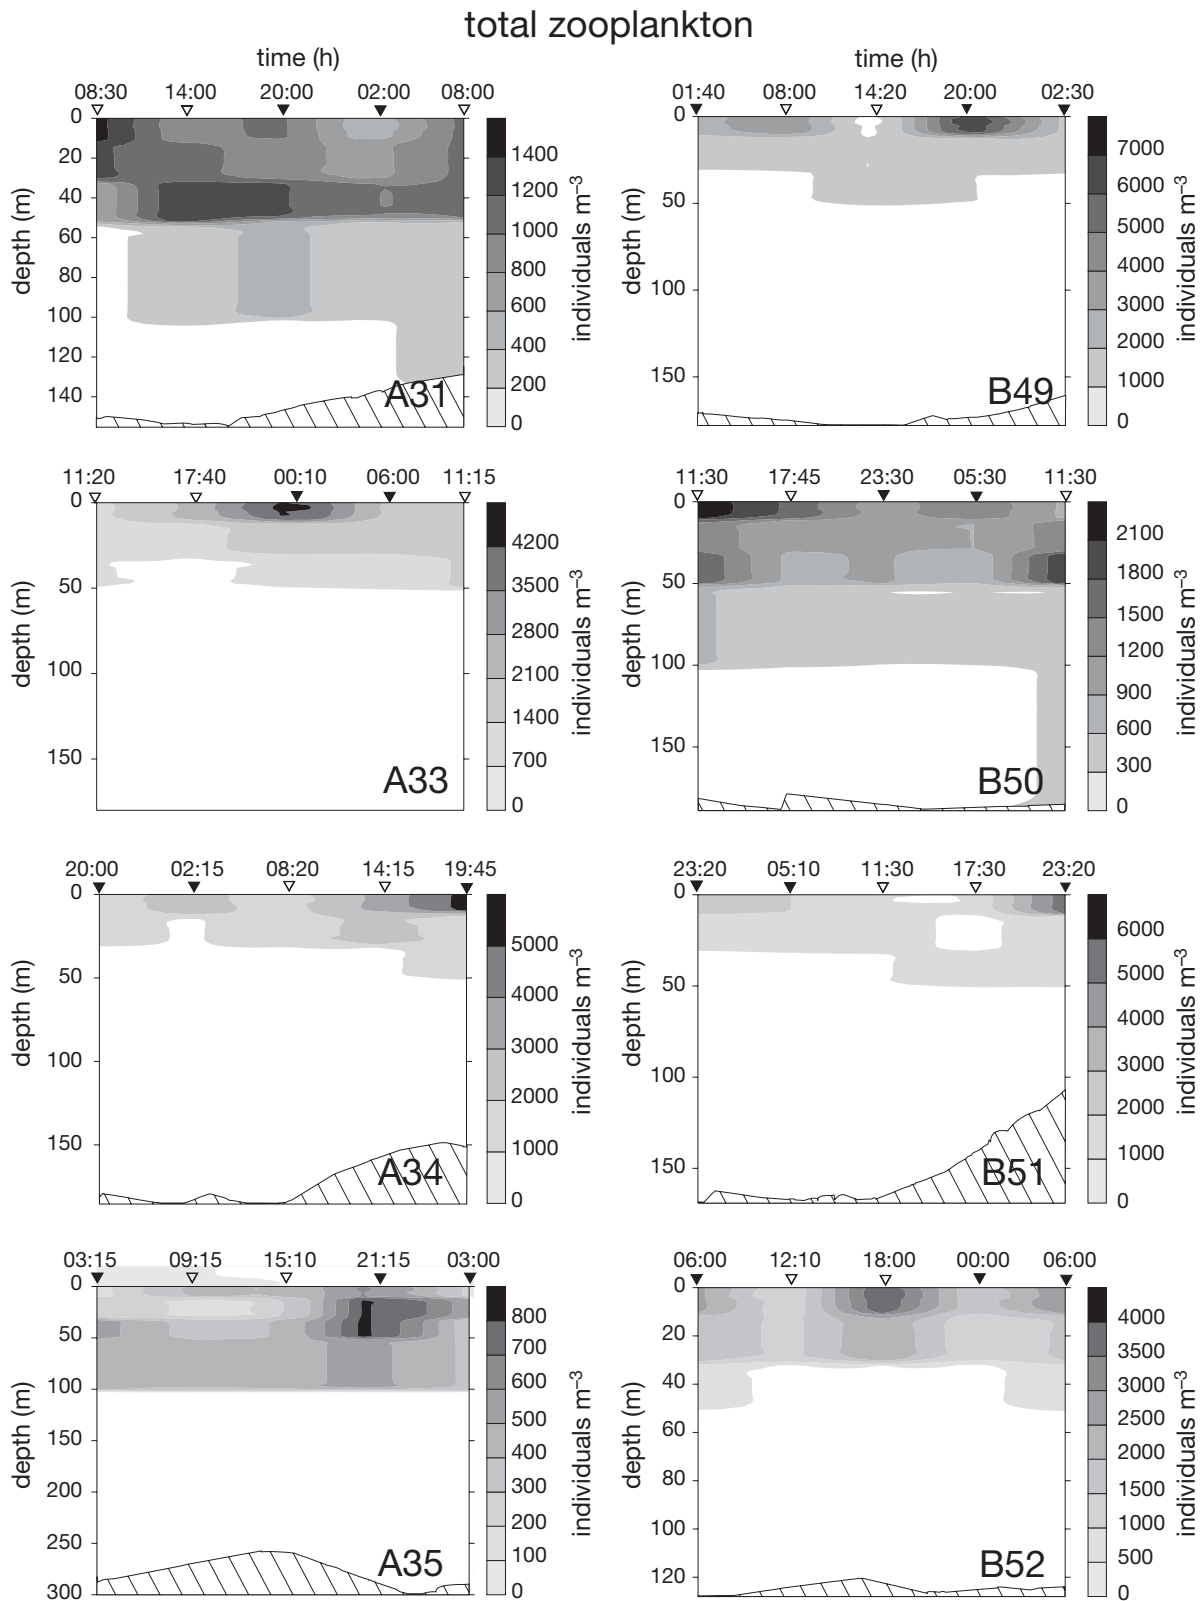 total zooplankton
time (h)
08:30 14:00 20:00 02:00 08:00
0
20
40
60
80
100
120
140
depth (m)
A31
1400
1200
1000
800
600
400
200
0
individuals m⁻³
time (h)
01:40 08:00 14:20 20:00 02:30
0
50
100
150
depth (m)
B49
7000
6000
5000
4000
3000
2000
1000
0
individuals m⁻³
11:20 17:40 00:10 06:00 11:15
0
50
100
150
depth (m)
A33
4200
3500
2800
2100
1400
700
0
individuals m⁻³
11:30 17:45 23:30 05:30 11:30
0
50
100
150
depth (m)
B50
2100
1800
1500
1200
900
600
300
0
individuals m⁻³
20:00 02:15 08:20 14:15 19:45
0
50
100
150
depth (m)
A34
5000
4000
3000
2000
1000
0
individuals m⁻³
23:20 05:10 11:30 17:30 23:20
0
50
100
150
depth (m)
B51
6000
5000
4000
3000
2000
1000
0
individuals m⁻³
03:15 09:15 15:10 21:15 03:00
0
50
100
150
200
250
300
depth (m)
A35
800
700
600
500
400
300
200
100
0
individuals m⁻³
06:00 12:10 18:00 00:00 06:00
0
20
40
60
80
100
120
depth (m)
B52
4000
3500
3000
2500
2000
1500
1000
500
0
individuals m⁻³